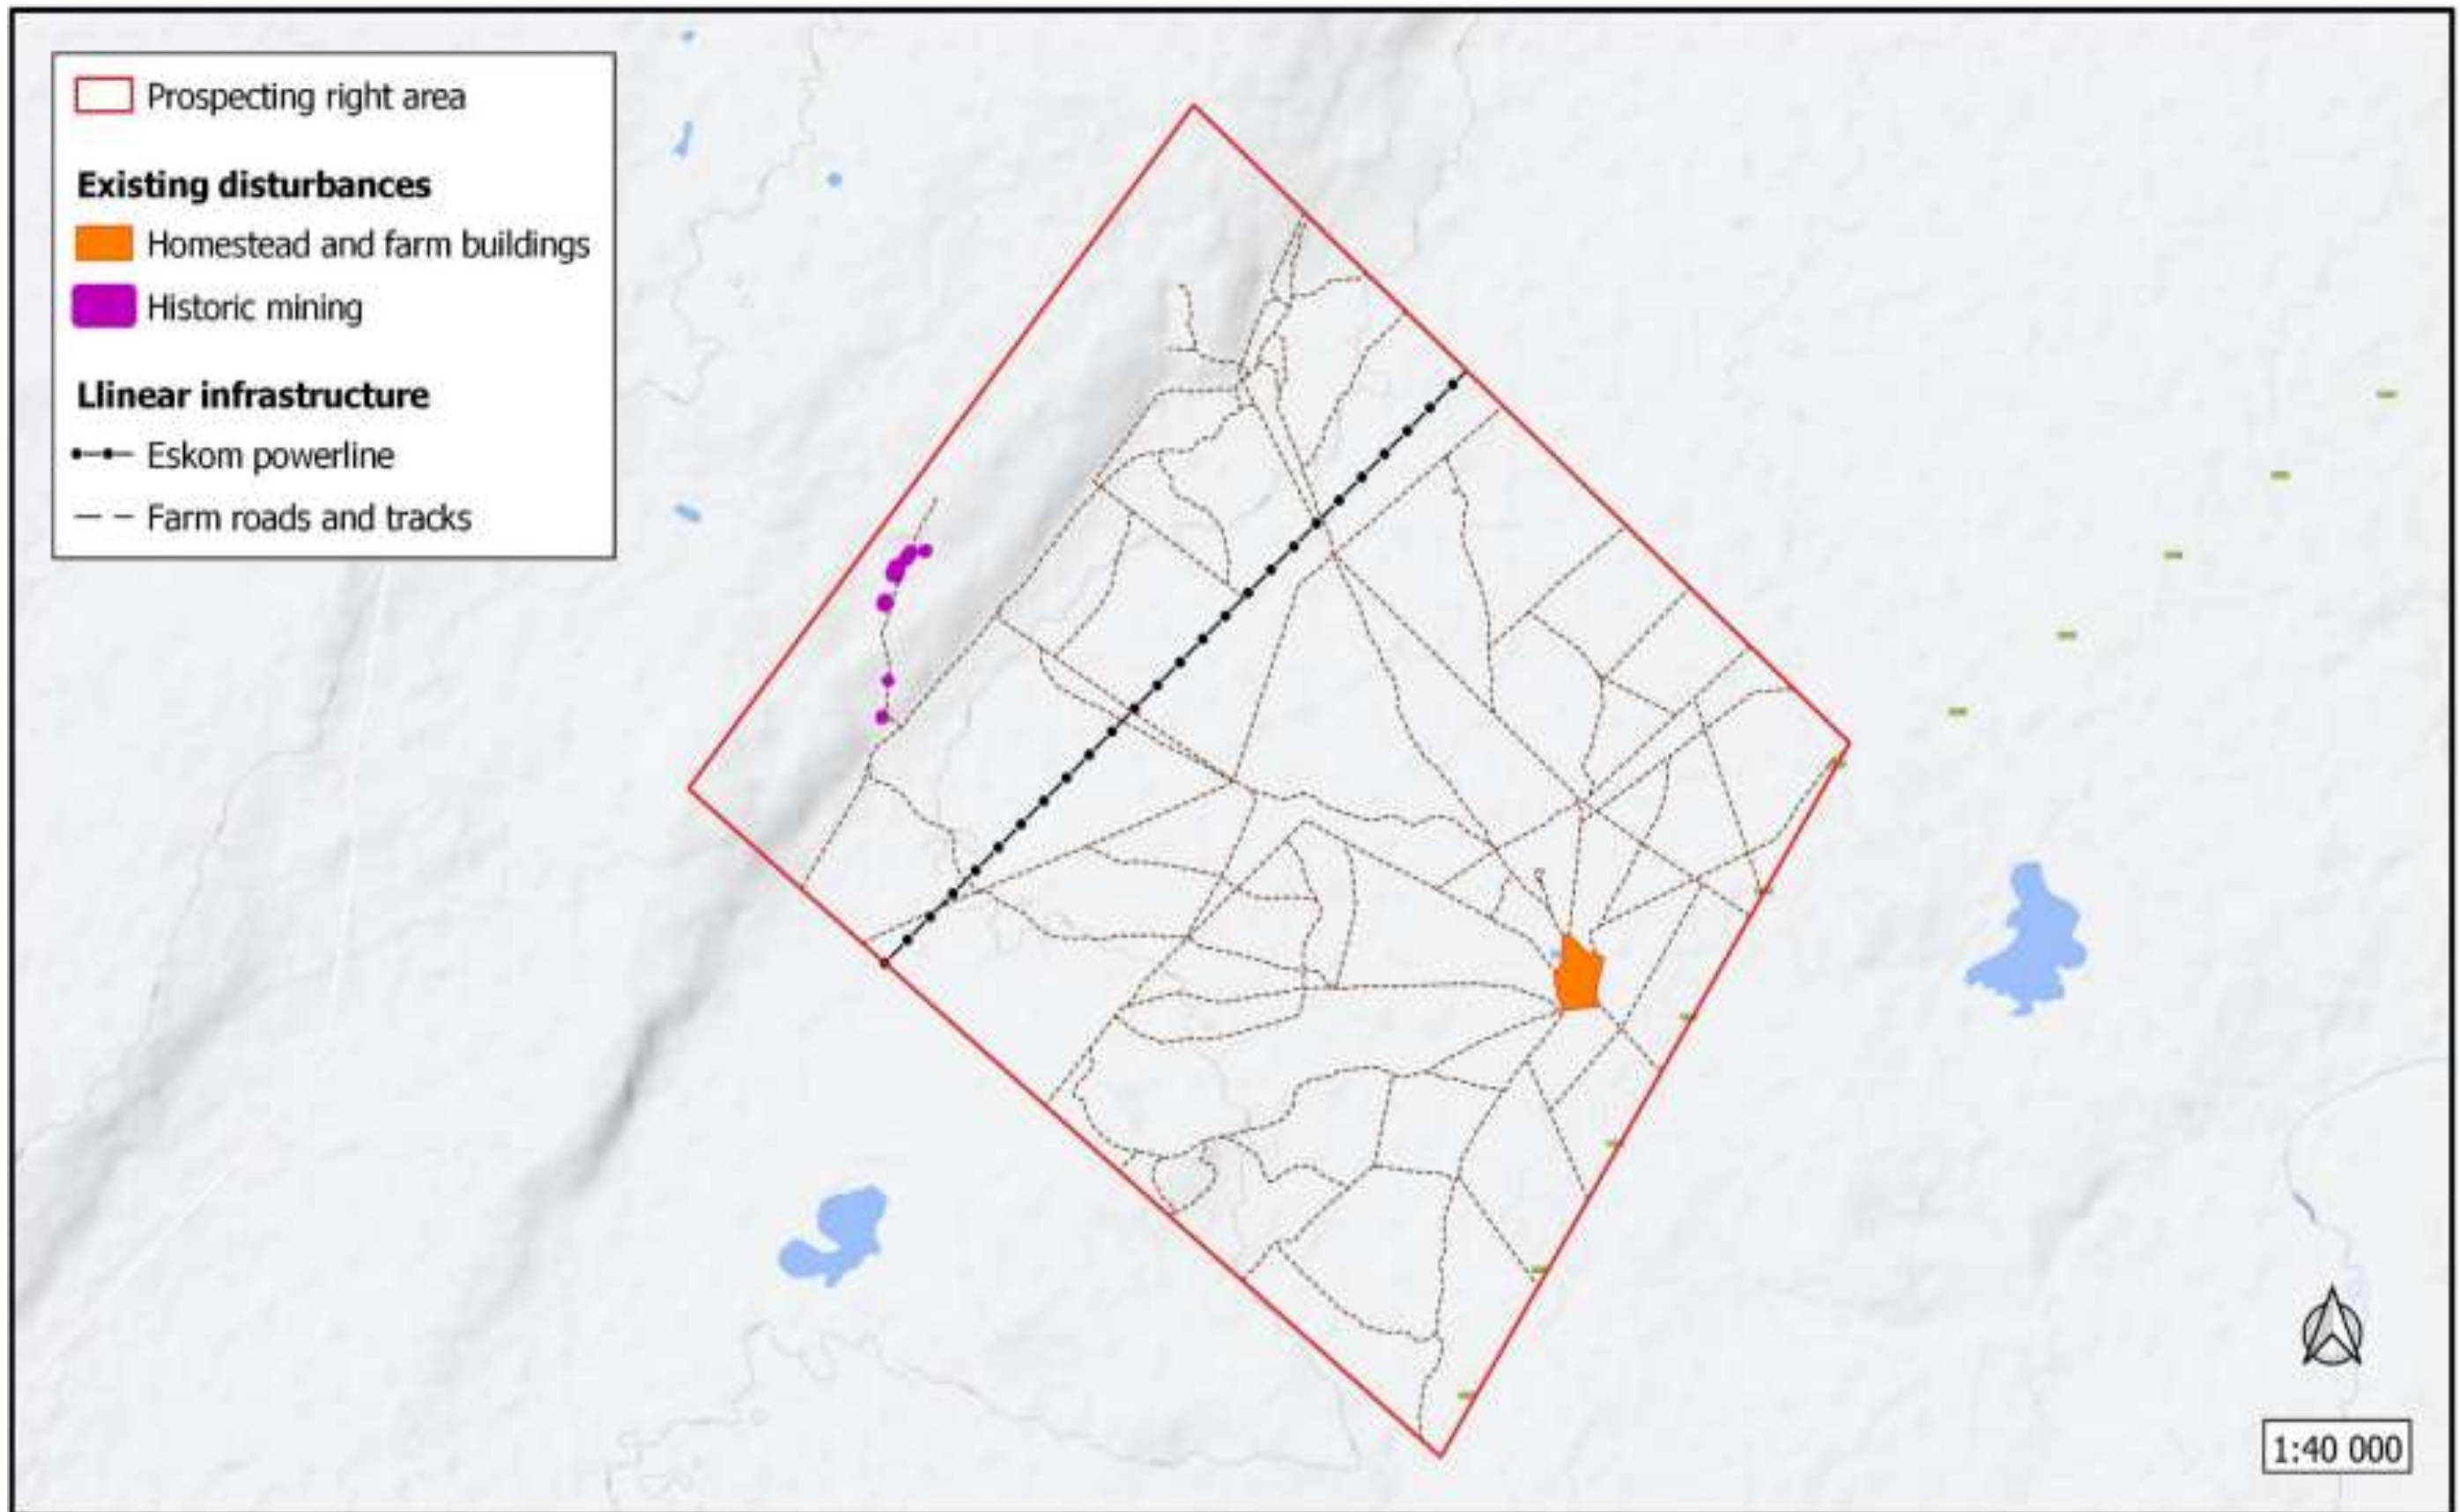 Prospecting right area
Existing disturbances
Homestead and farm buildings
Historic mining
Llinear infrastructure
Eskom powerline
Farm roads and tracks
1:40 000